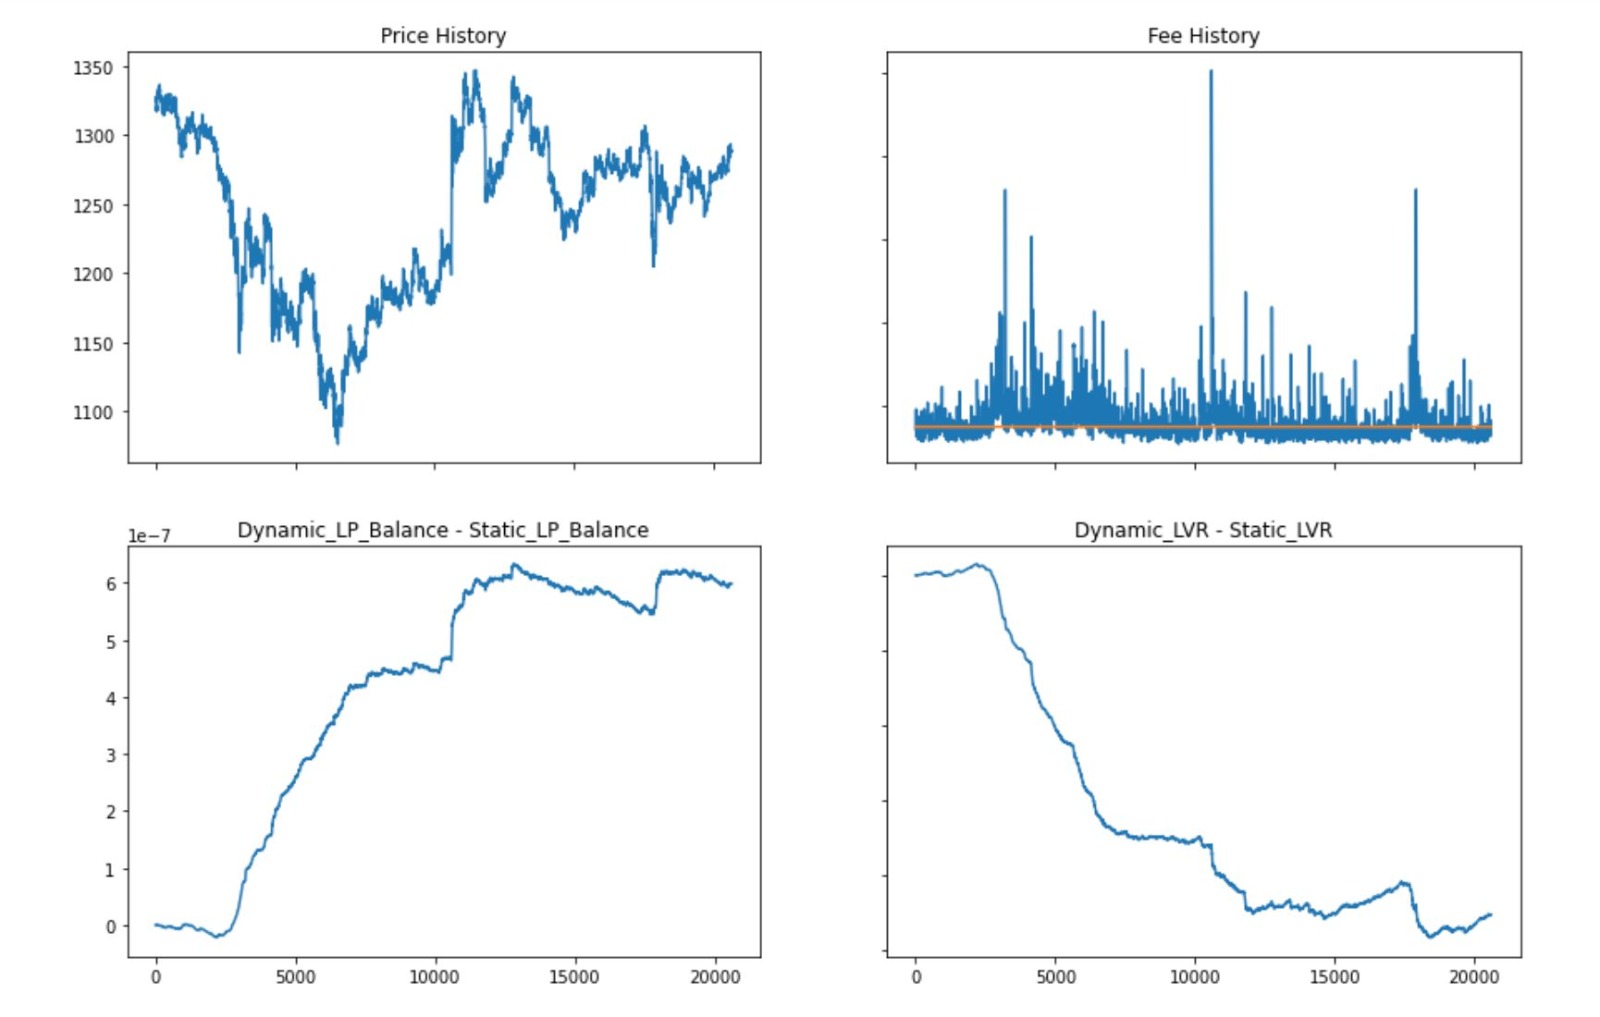 Price History
1350
1300
1250
1200
1150
1100
Fee History
1e−7
Dynamic_LP_Balance - Static_LP_Balance
6
5
4
3
2
1
0
0 5000 10000 15000 20000
Dynamic_LVR - Static_LVR
0 5000 10000 15000 20000